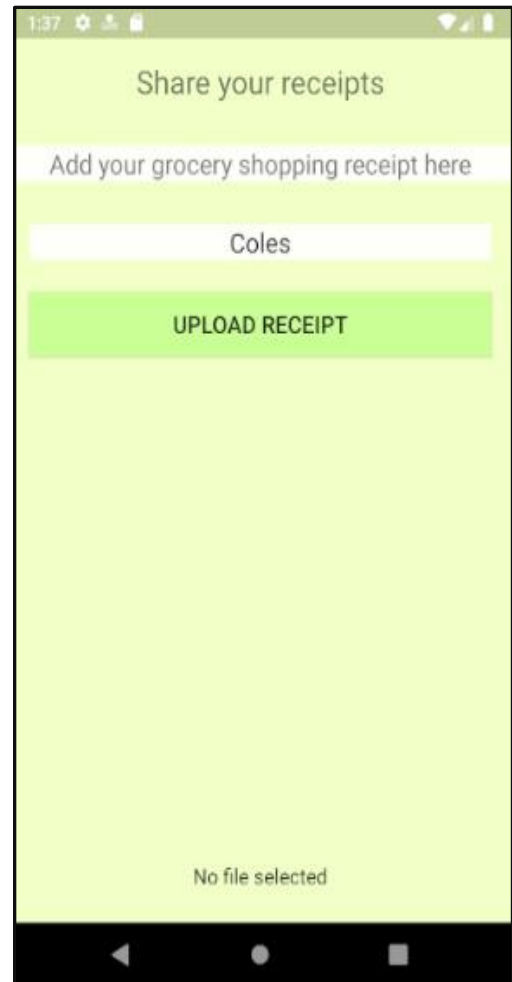 1:37
Share your receipts
Add your grocery shopping receipt here
Coles
UPLOAD RECEIPT
No file selected